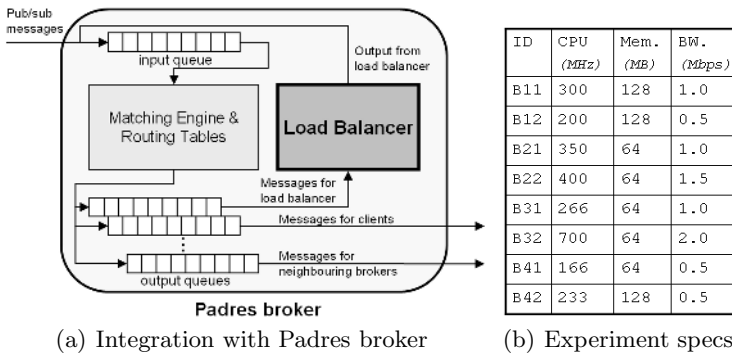 Pub/sub
messages
input queue
Output from
load balancer
Matching Engine &
Routing Tables
Load Balancer
Messages for
load balancer
Messages for clients
Messages for
neighbouring brokers
output queues
Padres broker
(a) Integration with Padres broker
ID CPU Mem. BW.
(MHz) (MB) (Mbps)
B11 300 128 1.0
B12 200 128 0.5
B21 350 64 1.0
B22 400 64 1.5
B31 266 64 1.0
B32 700 64 2.0
B41 166 64 0.5
B42 233 128 0.5
(b) Experiment specs